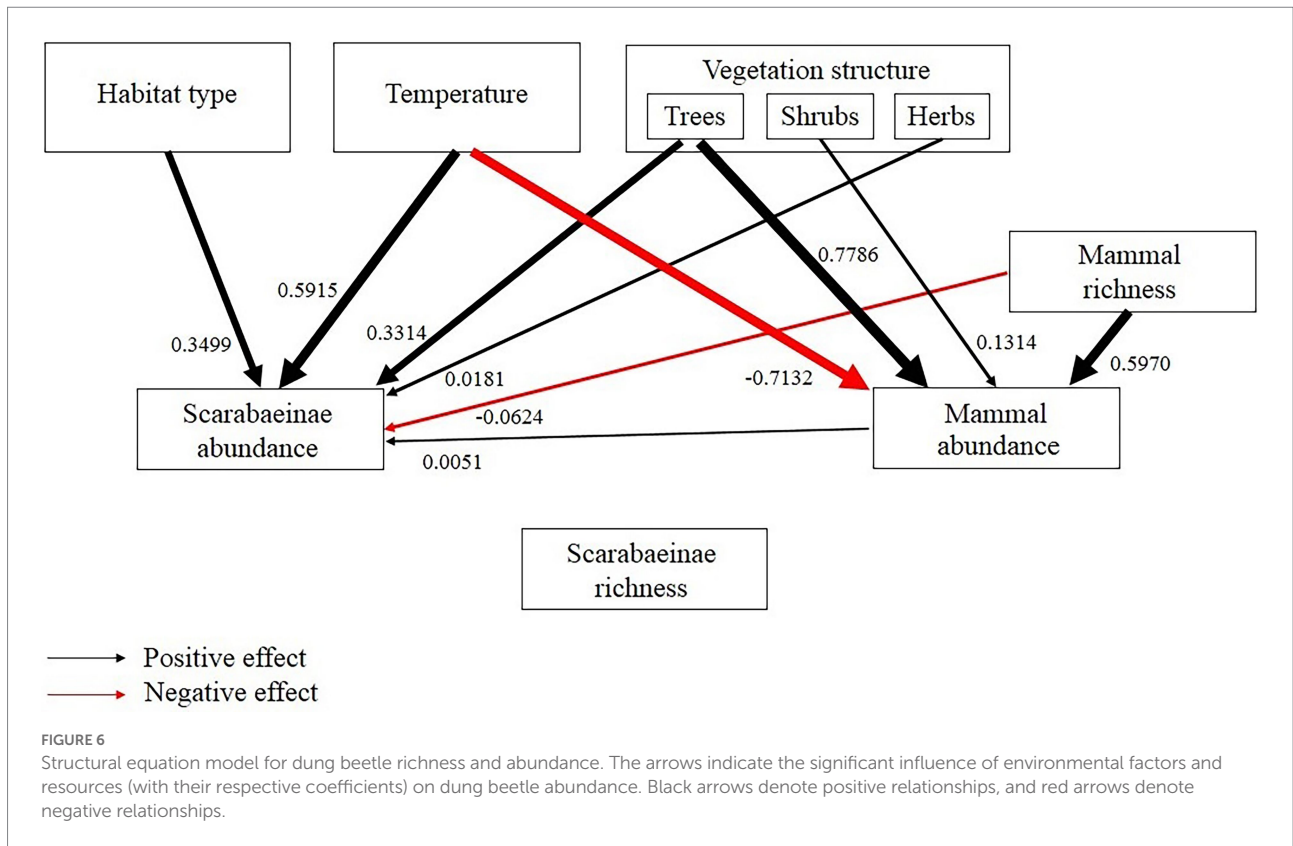 Habitat type
Temperature
Vegetation structure
Trees
Shrubs
Herbs
Mammal
richness
0.7786
0.5915
0.3314
0.3499
0.1314
0.5970
0.0181
-0.7132
-0.0624
0.0051
Scarabaeinae
abundance
Mammal
abundance
Scarabaeinae
richness
Positive effect
Negative effect
FIGURE 6
Structural equation model for dung beetle richness and abundance. The arrows indicate the significant influence of environmental factors and
resources (with their respective coefficients) on dung beetle abundance. Black arrows denote positive relationships, and red arrows denote
negative relationships.